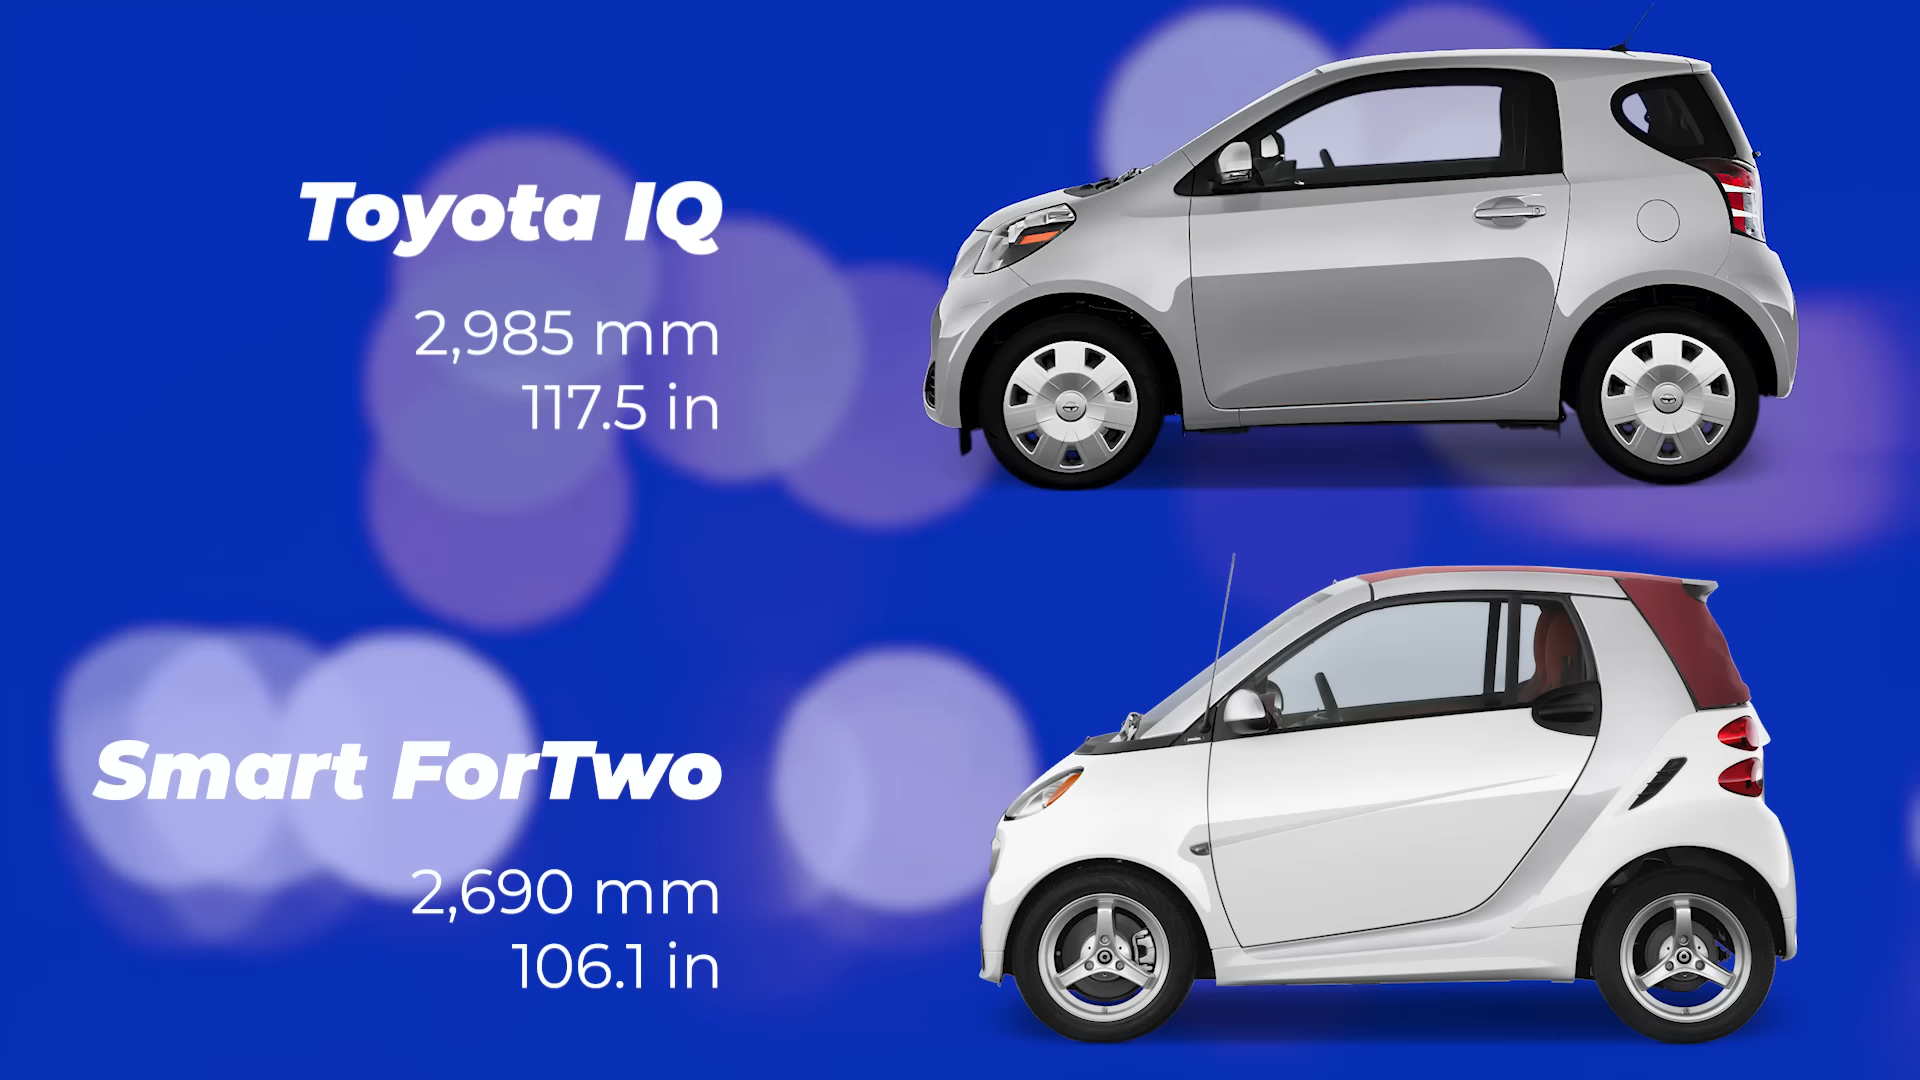 Toyota IQ
2,985 mm
117.5 in
Smart ForTwo
2,690 mm
106.1 in